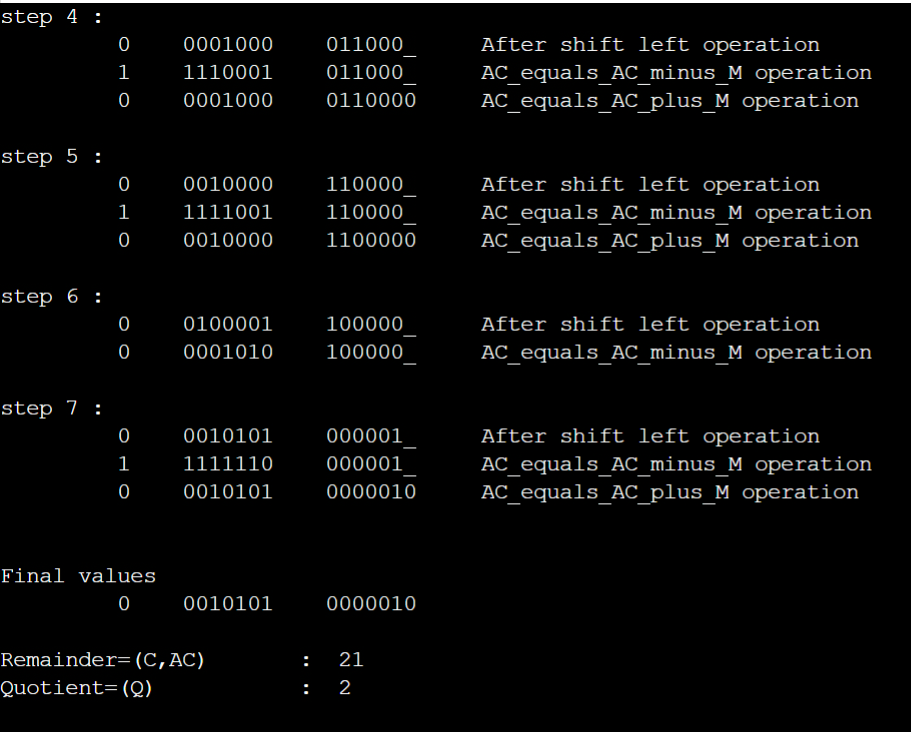 step 4 :
0 0001000 011000_ After shift left operation
1 1110001 011000_ AC_equals_AC_minus_M operation
0 0001000 0110000 AC_equals_AC_plus_M operation
step 5 :
0 0010000 110000_ After shift left operation
1 1111001 110000_ AC_equals_AC_minus_M operation
0 0010000 1100000 AC_equals_AC_plus_M operation
step 6 :
0 0100001 100000_ After shift left operation
0 0001010 100000_ AC_equals_AC_minus_M operation
step 7 :
0 0010101 000001_ After shift left operation
1 1111110 000001_ AC_equals_AC_minus_M operation
0 0010101 0000010 AC_equals_AC_plus_M operation
Final values
0 0010101 0000010
Remainder=(C,AC) : 21
Quotient=(Q) : 2